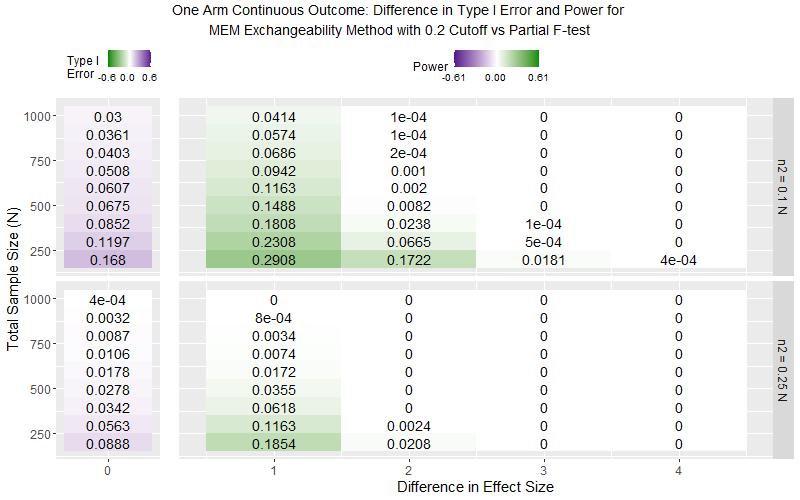 One Arm Continuous Outcome: Difference in Type I Error and Power for
MEM Exchangeability Method with 0.2 Cutoff vs Partial F-test
Type I
Error
-0.6 0.0 0.6
Power
-0.61 0.00 0.61
Total Sample Size (N)
1000 0.03 0.0414 1e-04 0 0
0.0361 0.0574 1e-04 0 0
750 0.0403 0.0686 2e-04 0 0
0.0508 0.0942 0.001 0 0
0.0607 0.1163 0.002 0 0
500 0.0675 0.1488 0.0082 0 0
0.0852 0.1808 0.0238 1e-04 0
0.1197 0.2308 0.0665 5e-04 0
250 0.168 0.2908 0.1722 0.0181 4e-04
n2 = 0.1 N
1000 4e-04 0 0 0 0
0.0032 8e-04 0 0 0
750 0.0087 0.0034 0 0 0
0.0106 0.0074 0 0 0
0.0178 0.0172 0 0 0
500 0.0278 0.0355 0 0 0
0.0342 0.0618 0 0 0
0.0563 0.1163 0.0024 0 0
250 0.0888 0.1854 0.0208 0 0
n2 = 0.25 N
0 1 2 3 4
Difference in Effect Size